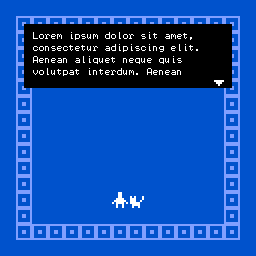 Lorem ipsum dolor sit amet,
consectetur adipiscing elit.
Aenean aliquet neque quis
volutpat interdum. Aenean